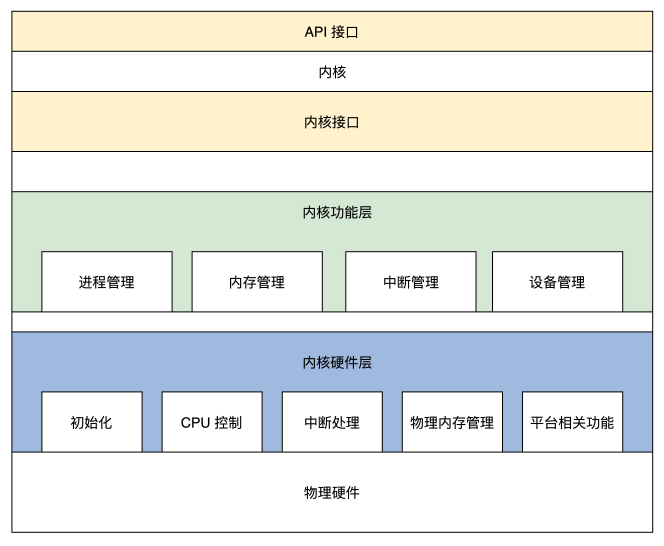 API 接口
内核
内核接口
内核功能层
进程管理
内存管理
中断管理
设备管理
内核硬件层
初始化
CPU 控制
中断处理
物理内存管理
平台相关功能
物理硬件